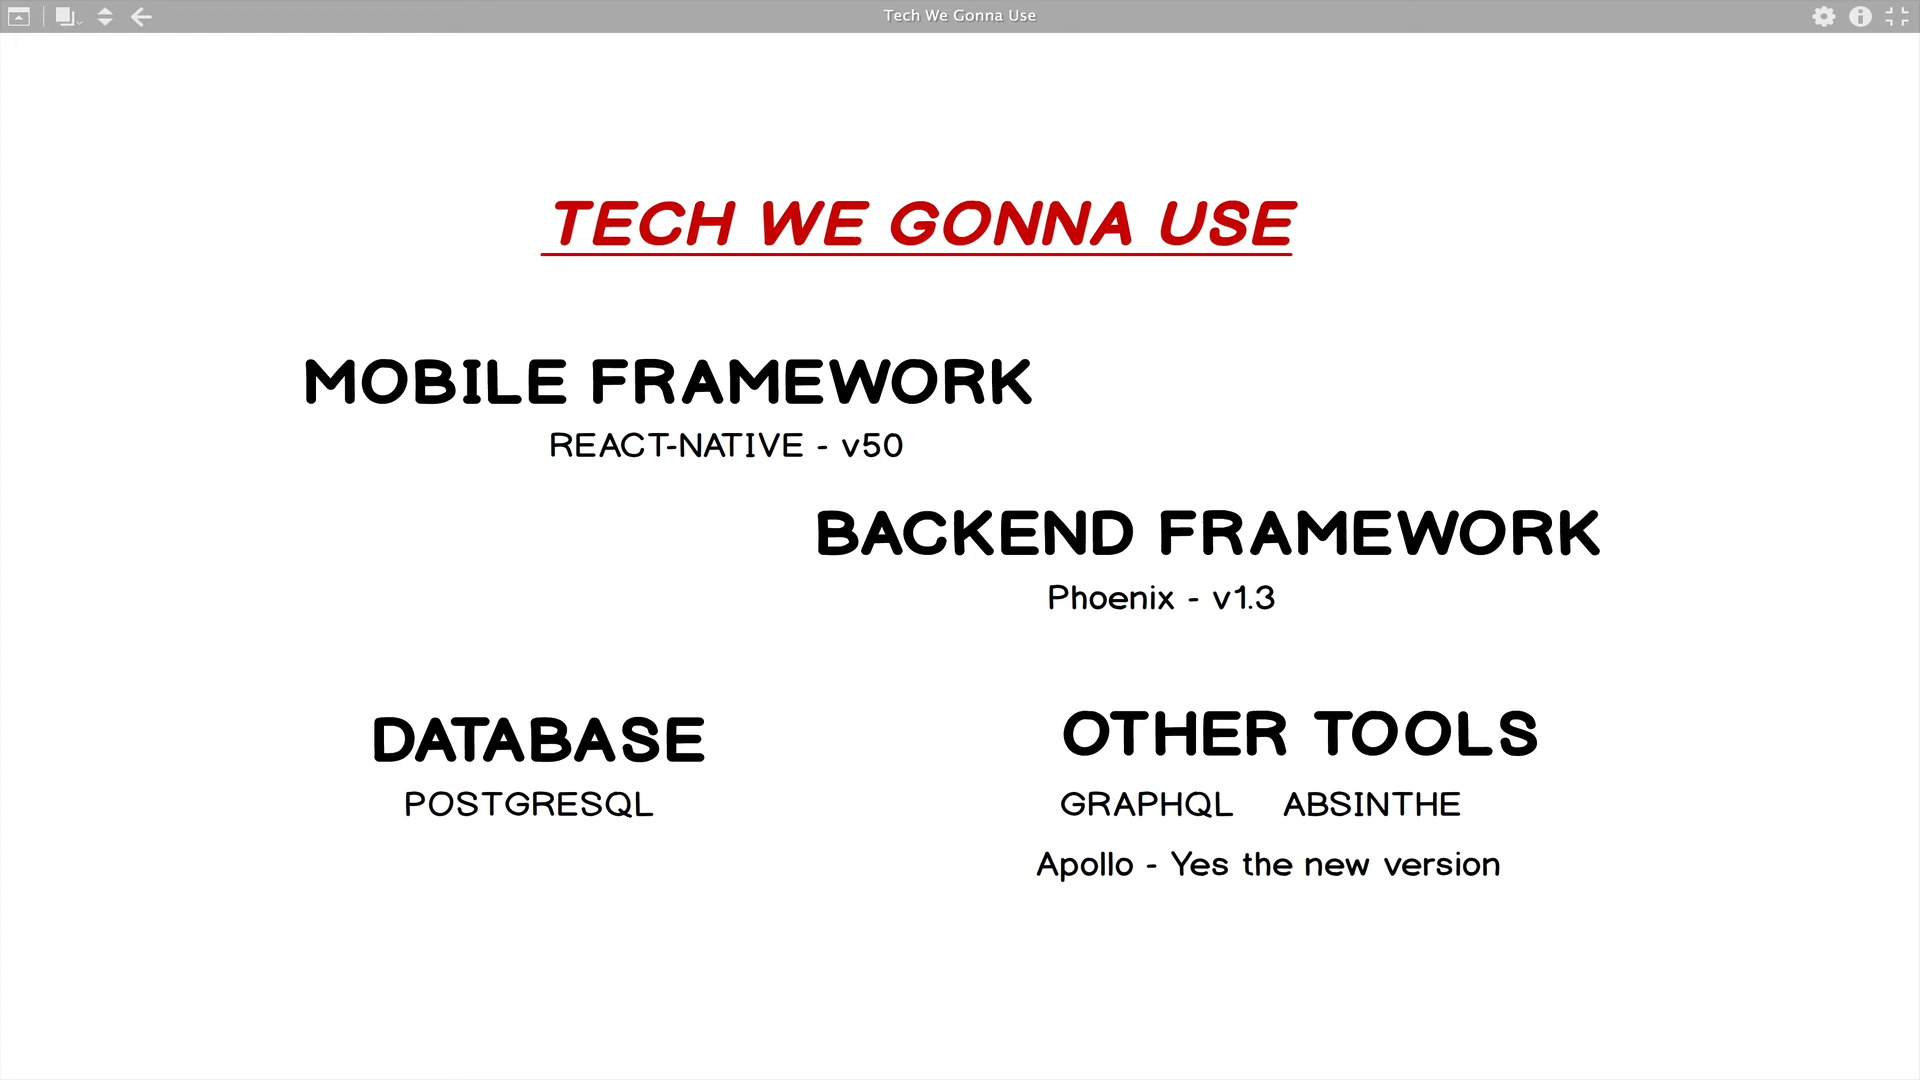 Tech We Gonna Use
TECH WE GONNA USE
MOBILE FRAMEWORK
REACT-NATIVE - v50
BACKEND FRAMEWORK
Phoenix - v1.3
DATABASE
POSTGRESQL
OTHER TOOLS
GRAPHQL ABSINTHE
Apollo - Yes the new version